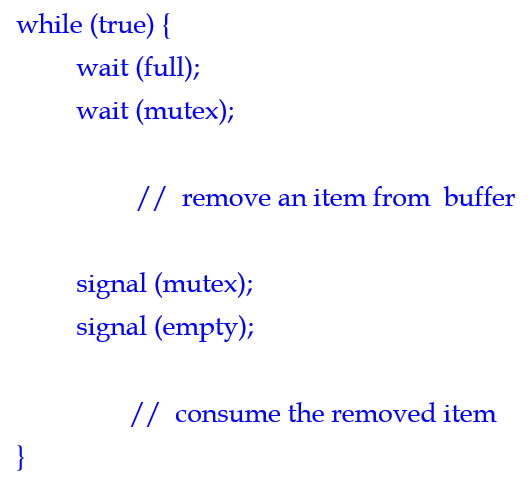 while (true) {
wait (full);
wait (mutex);
// remove an item from buffer
signal (mutex);
signal (empty);
// consume the removed item
}